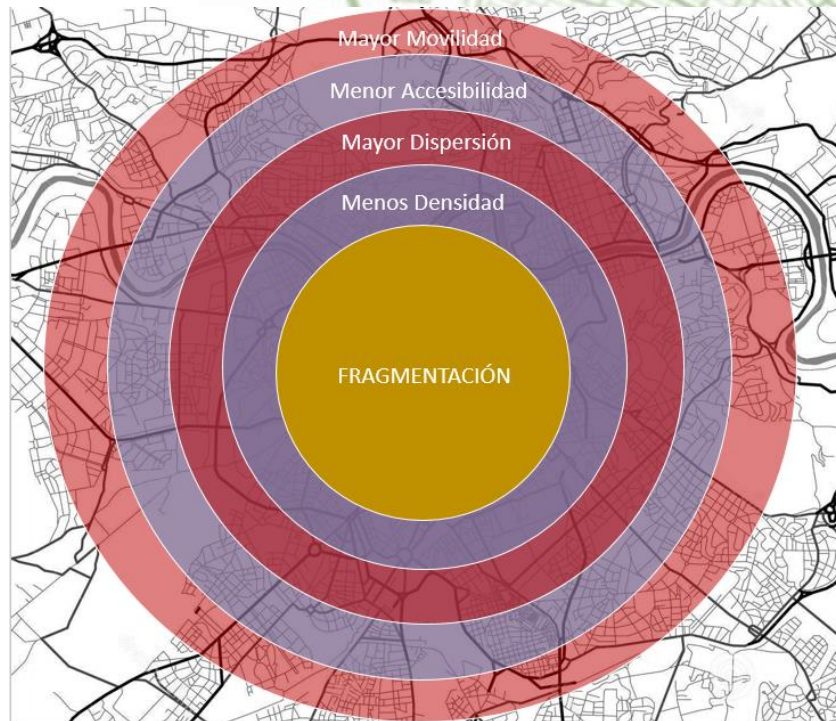 Mayor Movilidad
Menor Accesibilidad
Mayor Dispersión
Menos Densidad
FRAGMENTACIÓN